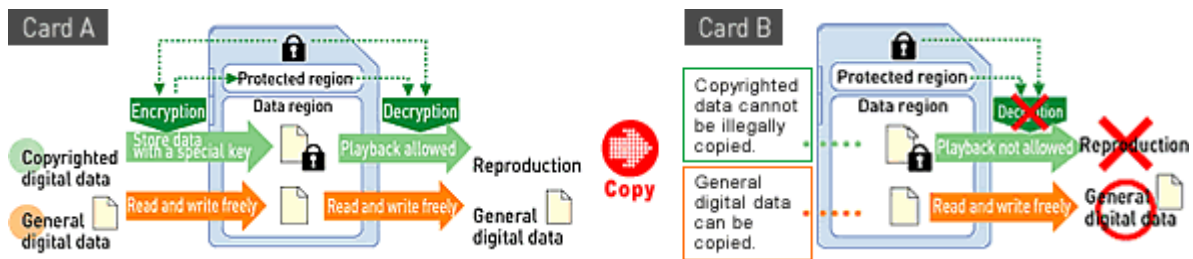 Card A
Protected region
Data region
Encryption
Decryption
Store data
with a special key
Playback allowed
Copyrighted
digital data
Reproduction
Read and write freely
Read and write freely
General
digital data
General
digital data
Copy
Card B
Protected region
Data region
Decryption
Copyrighted
data cannot
be illegally
copied.
Playback not allowed
Reproduction
General
digital data
can be
copied.
Read and write freely
General
digital data